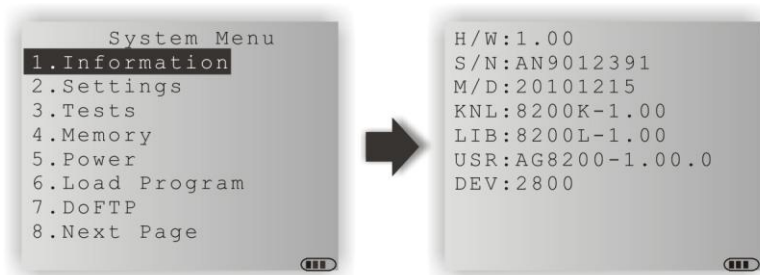 System Menu
1.Information
2.Settings
3.Tests
4.Memory
5.Power
6.Load Program
7.DoFTP
8.Next Page
H/W:1.00
S/N:AN9012391
M/D:20101215
KNL:8200K-1.00
LIB:8200L-1.00
USR:AG8200-1.00.0
DEV:2800